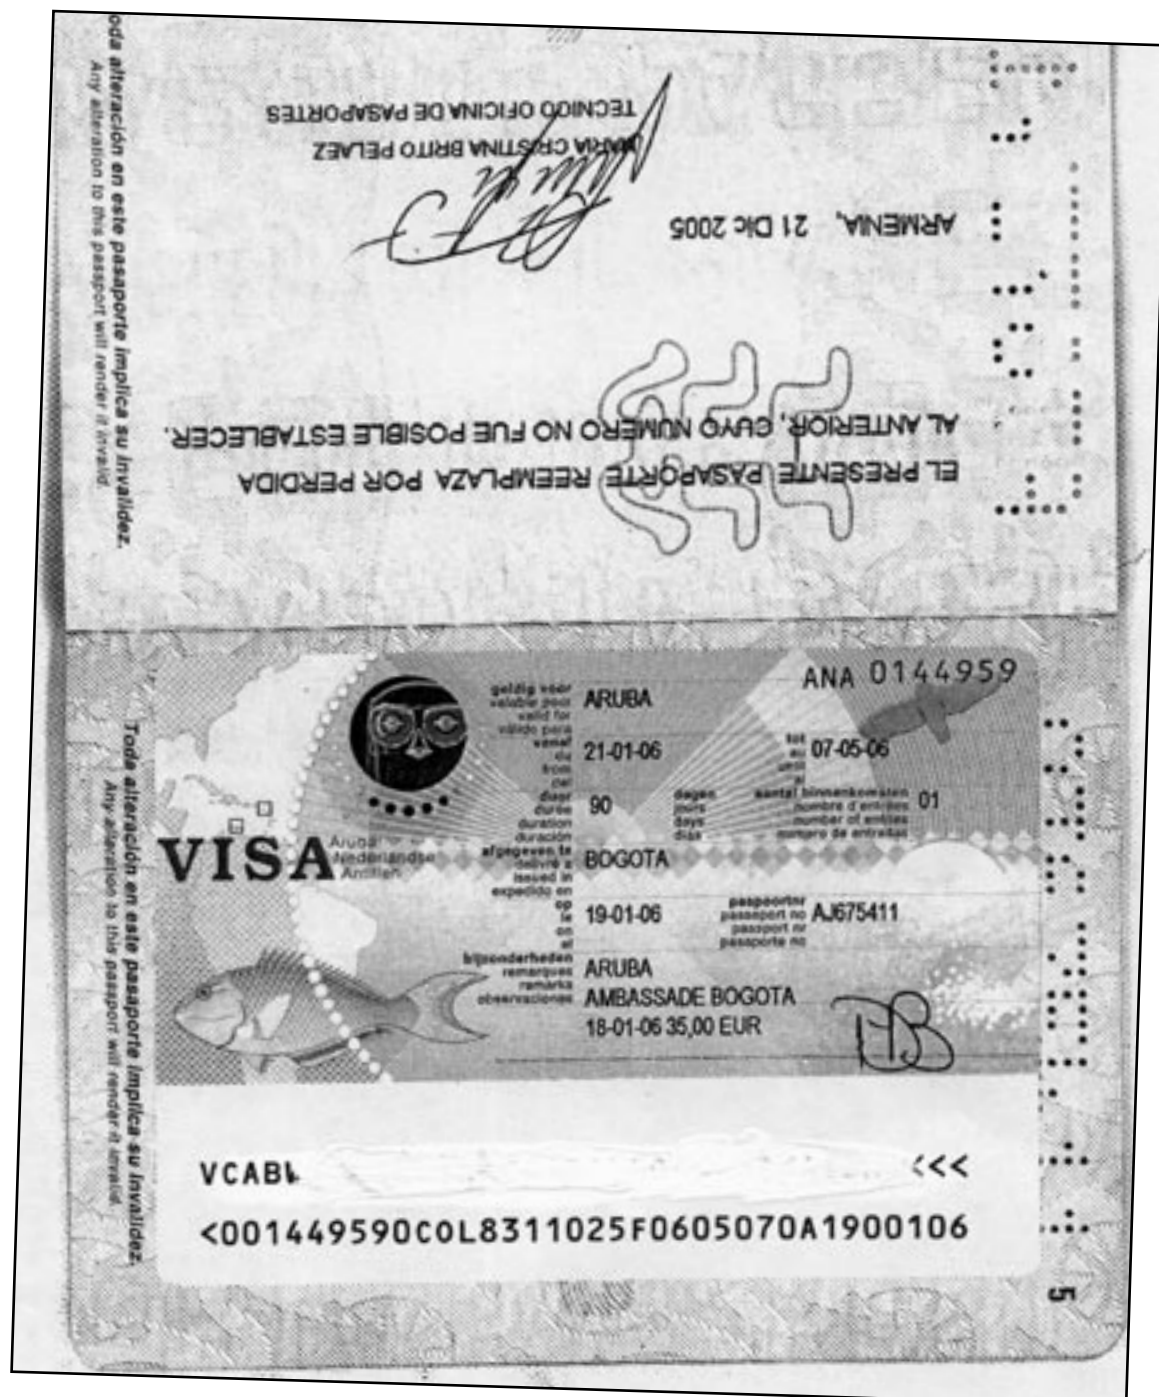 Toda alteración en este pasaporte implica su invalidez.
Any alteration to this passport will render it invalid.
EL PRESENTE PASAPORTE REEMPLAZA POR PERDIDA
AL ANTERIOR, CUYO NUMERO NO FUE POSIBLE ESTABLECER.
ARMENIA, 21 Dic 2005
MARIA CRISTINA BRITO PELAEZ
TECNICO OFICINA DE PASAPORTES
ANA 0144959
geldig voor
valable pour
valid for
válido para
ARUBA
vanaf
du
from
del
21-01-06
tot
au
until
al
07-05-06
duur
durée
duration
duración
90
dagen
jours
days
días
aantal binnenkomsten
nombre d'entrées
number of entries
numero de entradas
01
VISA
Aruba
Nederlandse
Antillen
afgegeven te
délivré à
issued in
expedido en
BOGOTA
op
le
on
el
19-01-06
paspoortnr
passeport no
passport nr
pasaporte no
AJ675411
bijzonderheden
remarques
remarks
observaciones
ARUBA
AMBASSADE BOGOTA
18-01-06 35,00 EUR
VCAB
<<<
<001449590COL8311025F0605070A1900106
Toda alteración en este pasaporte implica su invalidez.
Any alteration to this passport will render it invalid.
5